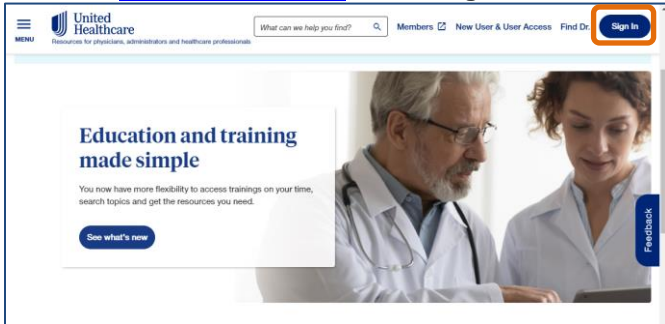 United
Healthcare
MENU
Resources for physicians, administrators and healthcare professionals
What can we help you find?
Members
New User & User Access
Find Dr.
Sign In
Education and training
made simple
You now have more flexibility to access trainings on your time,
search topics and get the resources you need.
See what's new
Feedback